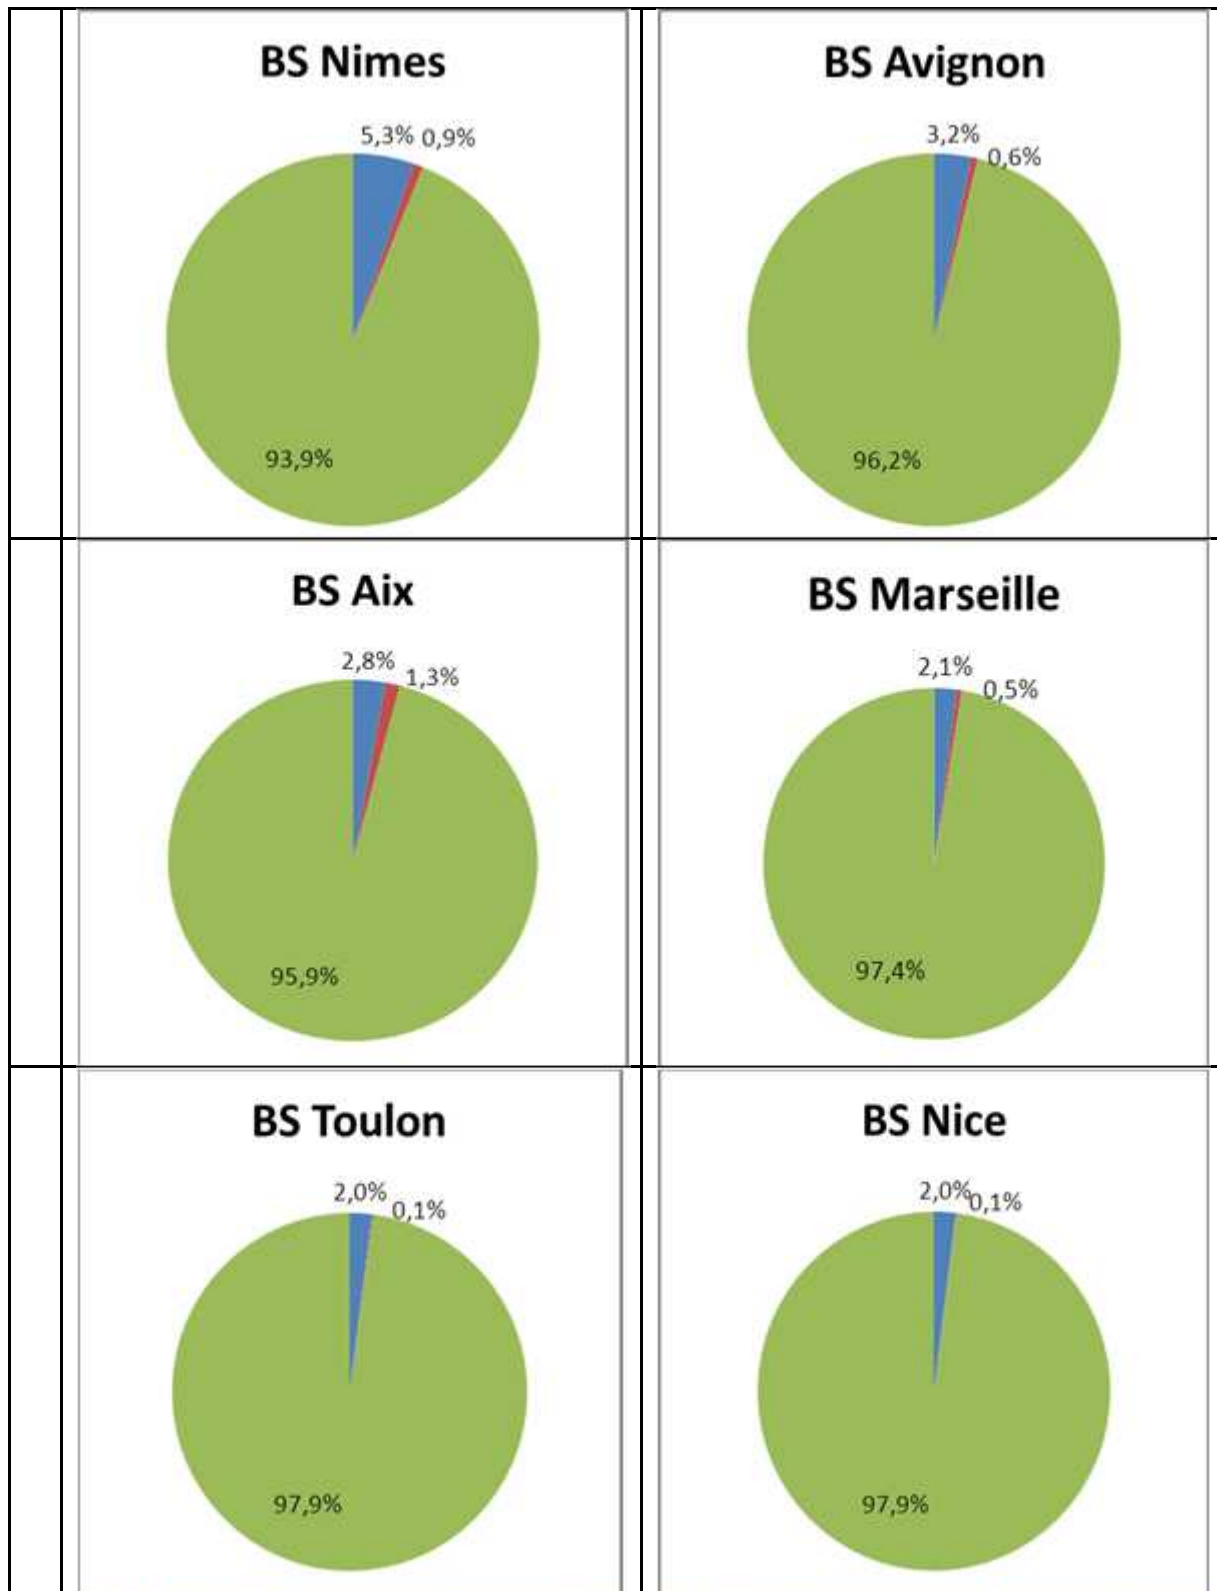 BS Nimes
5,3% 0,9%
93,9%
BS Avignon
3,2%
0,6%
96,2%
BS Aix
2,8%
1,3%
95,9%
BS Marseille
2,1%
0,5%
97,4%
BS Toulon
2,0%
0,1%
97,9%
BS Nice
2,0%
0,1%
97,9%